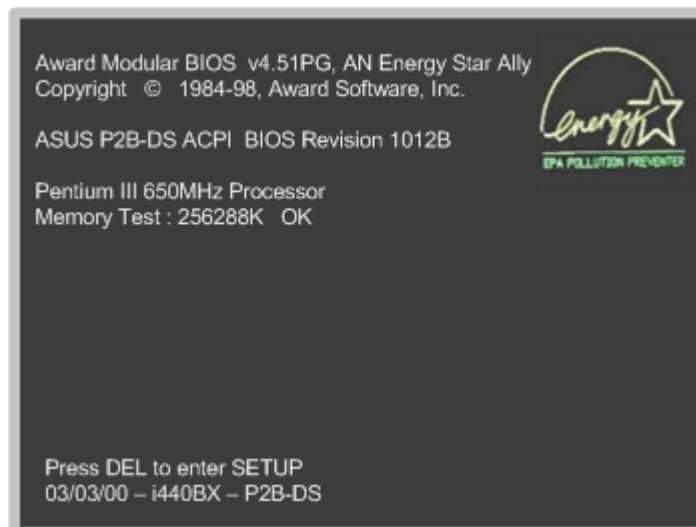 Award Modular BIOS v4.51PG, AN Energy Star Ally
Copyright © 1984-98, Award Software, Inc.
energy
EPA POLLUTION PREVENTER
ASUS P2B-DS ACPI BIOS Revision 1012B
Pentium III 650MHz Processor
Memory Test : 256288K OK
Press DEL to enter SETUP
03/03/00 – i440BX – P2B-DS